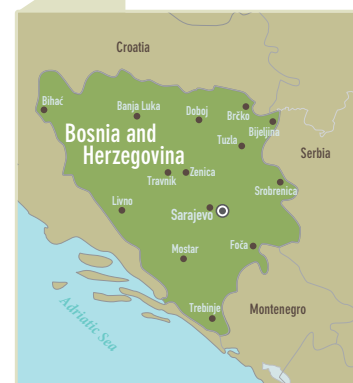 Croatia
Bihać
Banja Luka
Doboj
Brčko
Bijeljina
Bosnia and
Herzegovina
Tuzla
Serbia
Travnik
Zenica
Srobrenica
Livno
Sarajevo
Mostar
Foča
Adriatic Sea
Trebinje
Montenegro